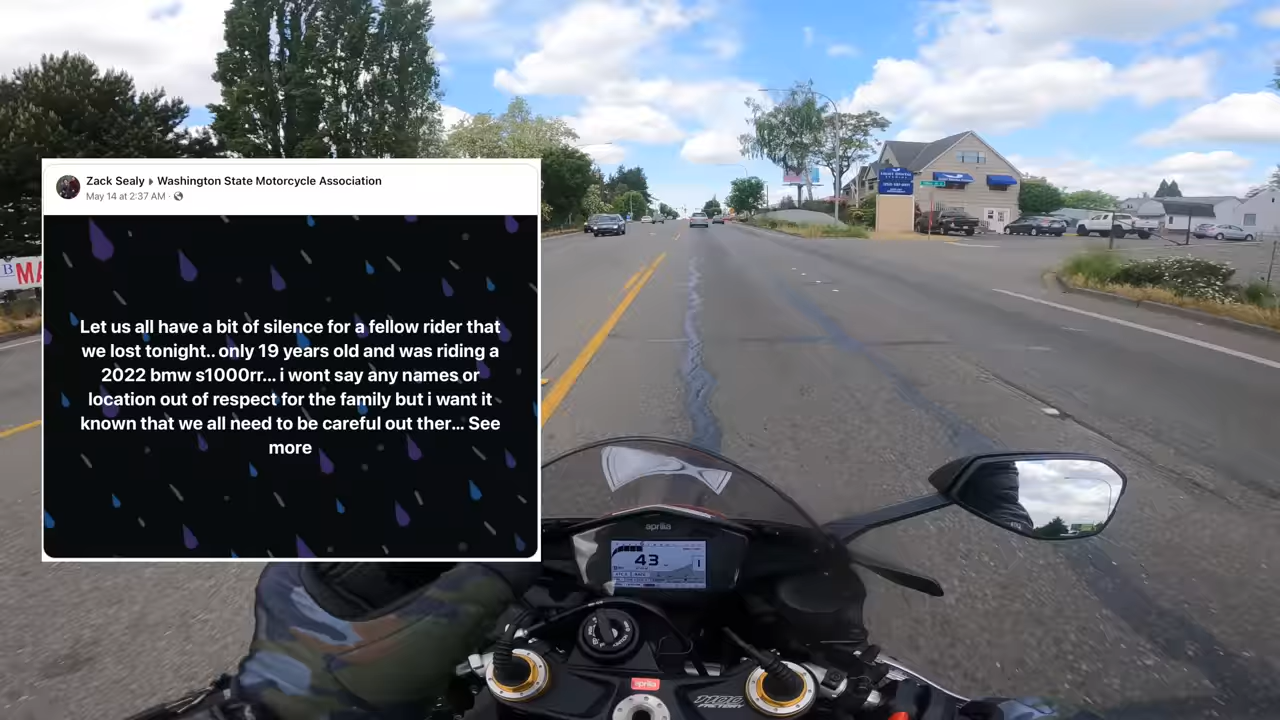 Zack Sealy ▸ Washington State Motorcycle Association
May 14 at 2:37 AM ·
Let us all have a bit of silence for a fellow rider that
we lost tonight.. only 19 years old and was riding a
2022 bmw s1000rr... i wont say any names or
location out of respect for the family but i want it
known that we all need to be careful out ther... See
more
B MA
aprilia
43
aprilia
1100
FACTORY